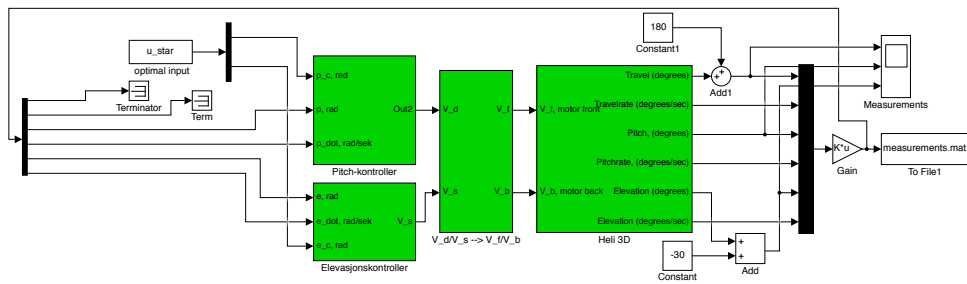 180
Constant1
u_star
optimal input
Terminator
Term
p_c, rad
p, rad
p_dot, rad/sek
Out2
Pitch-kontroller
e, rad
e_dot, rad/sek
e_c, rad
V_s
Elevasjonskontroller
V_d
V_s
V_f
V_b
V_d/V_s --> V_f/V_b
V_f, motor front
V_b, motor back
Travel (degrees)
Travelrate (degrees/sec)
Pitch, (degrees)
Pitchrate, (degrees/sec)
Elevation (degrees)
Elevation (degrees/sec)
Heli 3D
+
+
Add1
Measurements
K*u
Gain
measurements.mat
To File1
-30
Constant
+
+
Add